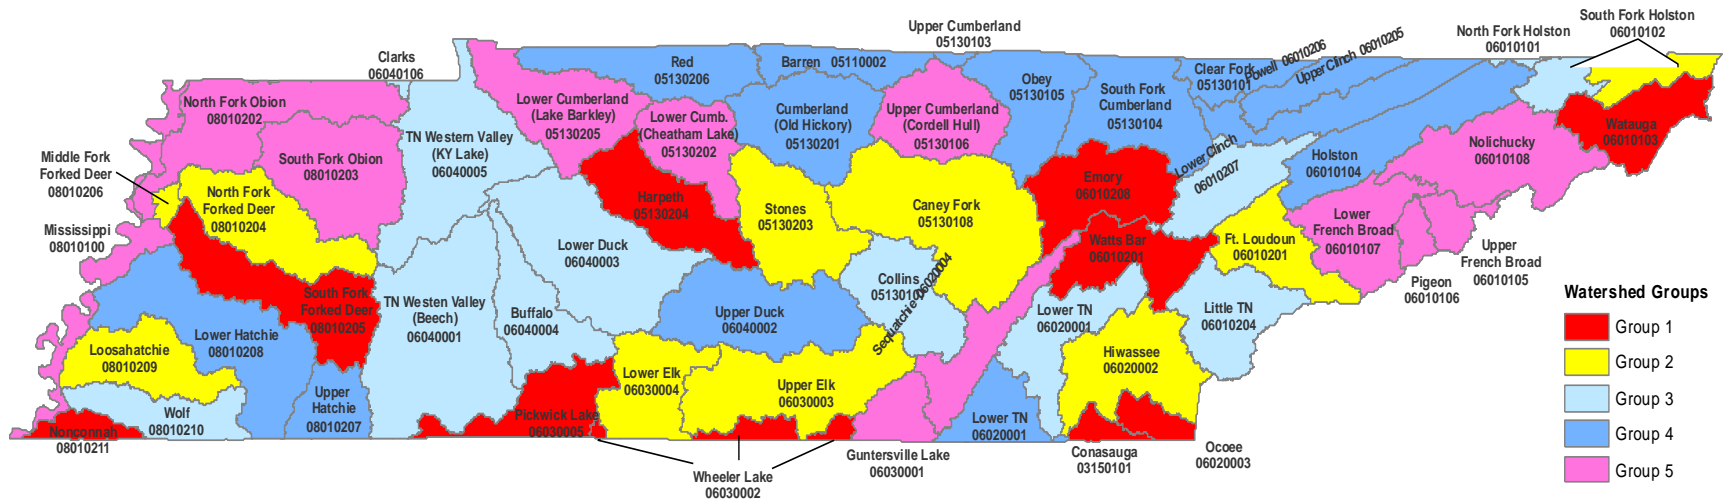 Upper Cumberland
05130103
South Fork Holston
06010102
North Fork Holston
06010101
Clarks
06040106
Red
05130206
Barren 05110002
Obey
05130105
South Fork
Cumberland
05130104
Clear Fork
05130101
Powell 06010206
Upper Clinch 06010205
North Fork Obion
08010202
Lower Cumberland
(Lake Barkley)
05130205
Lower Cumb.
(Cheatham Lake)
05130202
Cumberland
(Old Hickory)
05130201
Upper Cumberland
(Cordell Hull)
05130106
Watauga
06010103
TN Western Valley
(KY Lake)
06040005
Nolichucky
06010108
Middle Fork
Forked Deer
08010206
South Fork Obion
08010203
Lower Clinch
06010207
Holston
06010104
North Fork
Forked Deer
08010204
Harpeth
05130204
Stones
05130203
Caney Fork
05130108
Emory
06010208
Lower
French Broad
06010107
Mississippi
08010100
Lower Duck
06040003
Watts Bar
06010201
Ft. Loudoun
06010201
Upper
French Broad
06010105
Pigeon
06010106
South Fork
Forked Deer
08010205
TN Westen Valley
(Beech)
06040001
Buffalo
06040004
Upper Duck
06040002
Collins
0513010
Sequatchie 06020004
Lower TN
06020001
Little TN
06010204
Lower Hatchie
08010208
Loosahatchie
08010209
Hiwassee
06020002
Lower Elk
06030004
Upper Elk
06030003
Upper
Hatchie
08010207
Wolf
08010210
Pickwick Lake
06030005
Lower TN
06020001
Nonconnah
08010211
Wheeler Lake
06030002
Guntersville Lake
06030001
Conasauga
03150101
Ocoee
06020003
Watershed Groups
Group 1
Group 2
Group 3
Group 4
Group 5